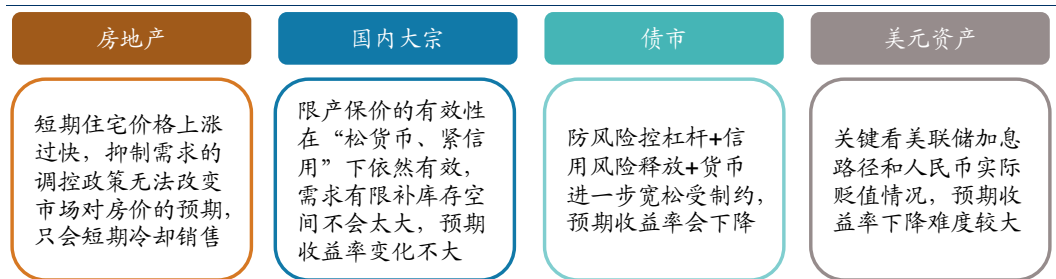 房地产
国内大宗
债市
美元资产
短期住宅价格上涨
过快，抑制需求的
调控政策无法改变
市场对房价的预期，
只会短期冷却销售
限产保价的有效性
在“松货币、紧信
用”下依然有效，
需求有限补库存空
间不会太大，预期
收益率变化不大
防风险控杠杆+信
用风险释放+货币
进一步宽松受制约，
预期收益率会下降
关键看美联储加息
路径和人民币实际
贬值情况，预期收
益率下降难度较大